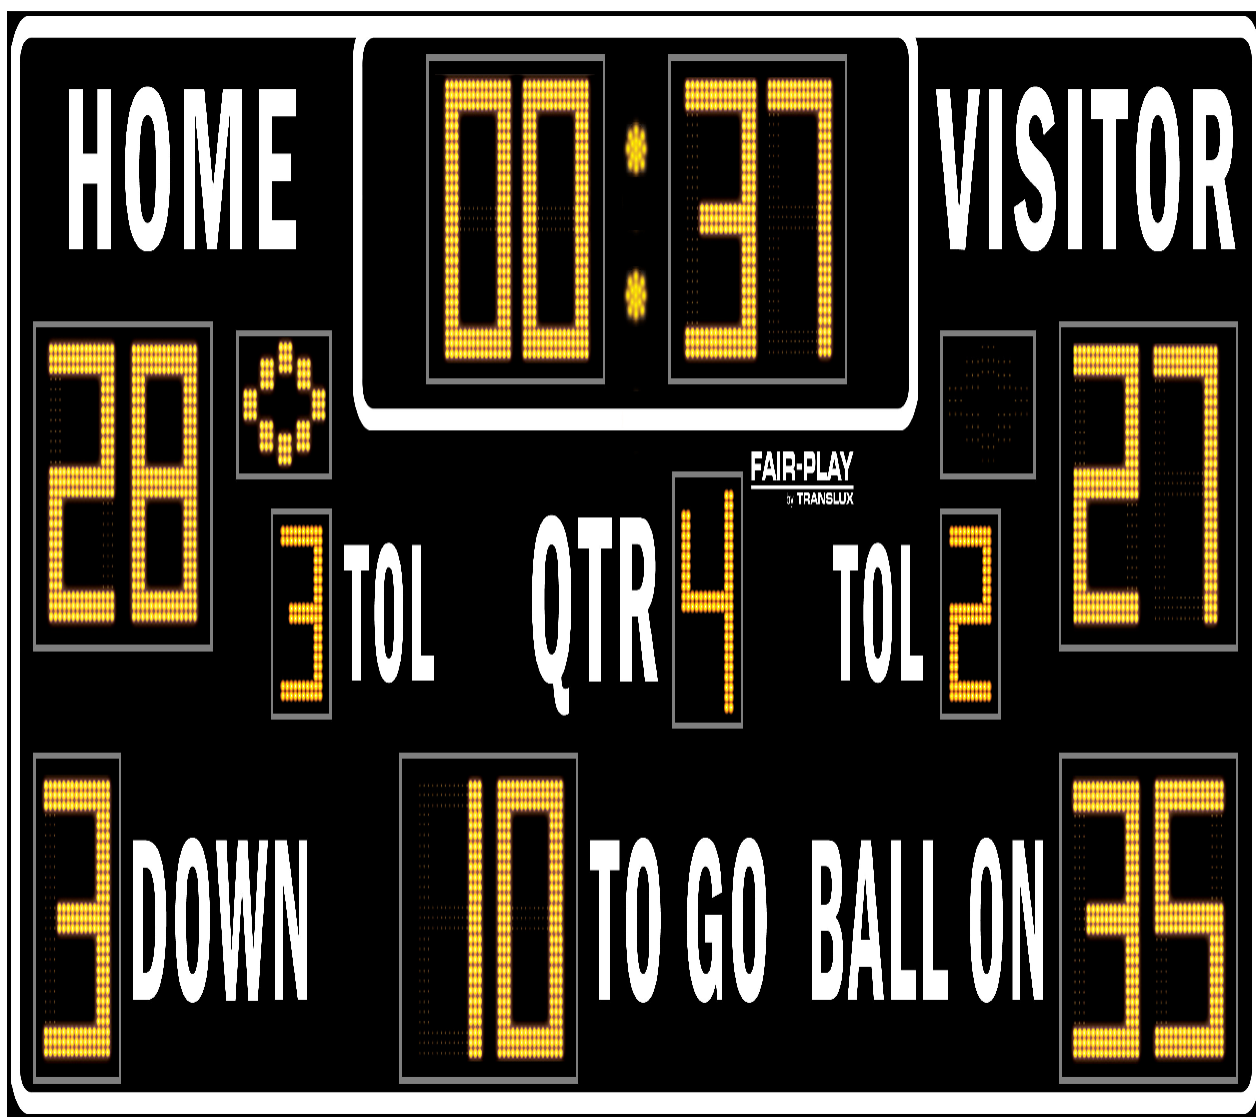 HOME 00:37 VISITOR
28 27
FAIR-PLAY
by TRANSLUX
3 TOL QTR 4 TOL 2
3 DOWN 10 TO GO BALL ON 35